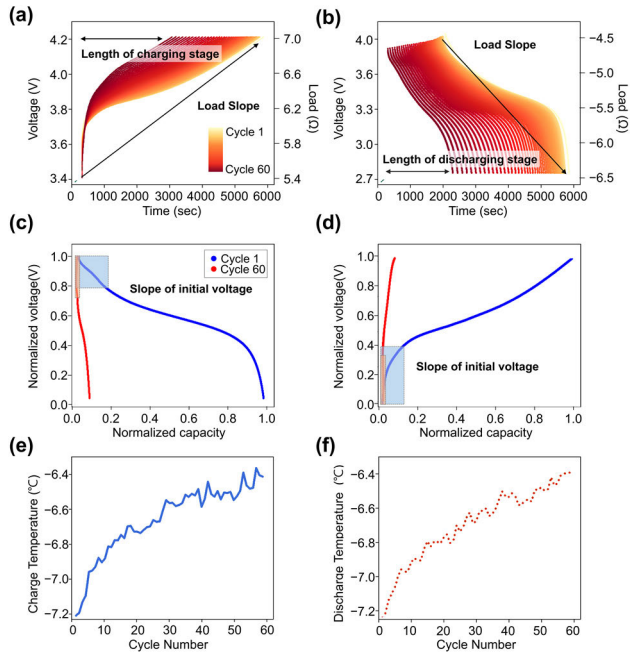 (a)
4.2
4.0
3.8
3.6
3.4
Voltage (V)
Length of charging stage
Load Slope
Cycle 1
Cycle 60
7.0
6.6
6.2
5.8
5.4
Load (Ω)
0 1000 2000 3000 4000 5000 6000
Time (sec)
(b)
4.2
3.9
3.6
3.3
3.0
2.7
Voltage (V)
Load Slope
Length of discharging stage
−4.5
−5.0
−5.5
−6.0
−6.5
Load (Ω)
0 1000 2000 3000 4000 5000 6000
Time (sec)
(c)
1.0
0.8
0.6
0.4
0.2
0.0
Normalized voltage(V)
Cycle 1
Cycle 60
Slope of initial voltage
0.0 0.2 0.4 0.6 0.8 1.0
Normalized capacity
(d)
1.0
0.8
0.6
0.4
0.2
0.0
Normalized voltage(V)
Slope of initial voltage
0.0 0.2 0.4 0.6 0.8 1.0
Normalized capacity
(e)
−6.4
−6.6
−6.8
−7.0
−7.2
Charge Temperature (℃)
0 10 20 30 40 50 60
Cycle Number
(f)
−6.4
−6.6
−6.8
−7.0
−7.2
Discharge Temperature (℃)
0 10 20 30 40 50 60
Cycle Number